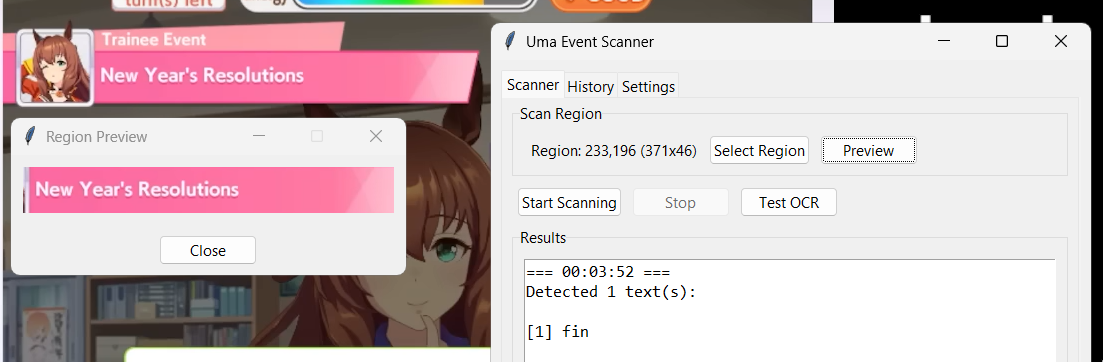 turn(s) left
GOOD
Trainee Event
New Year's Resolutions
Region Preview
New Year's Resolutions
Close
Uma Event Scanner
Scanner History Settings
Scan Region
Region: 233,196 (371x46) Select Region Preview
Start Scanning Stop Test OCR
Results
=== 00:03:52 ===
Detected 1 text(s):
[1] fin